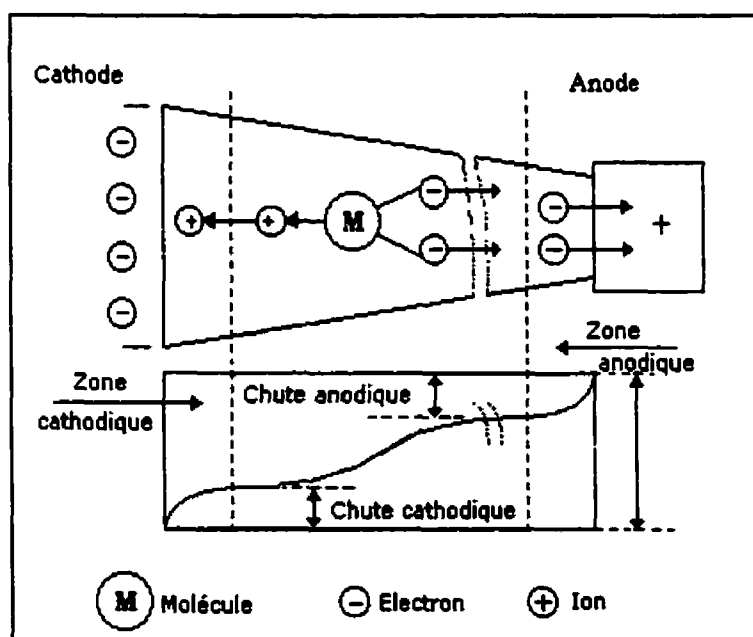 Cathode
Anode
M
+
Zone
anodique
Zone
cathodique
Chute anodique
Chute cathodique
M Molécule
− Electron
+ Ion